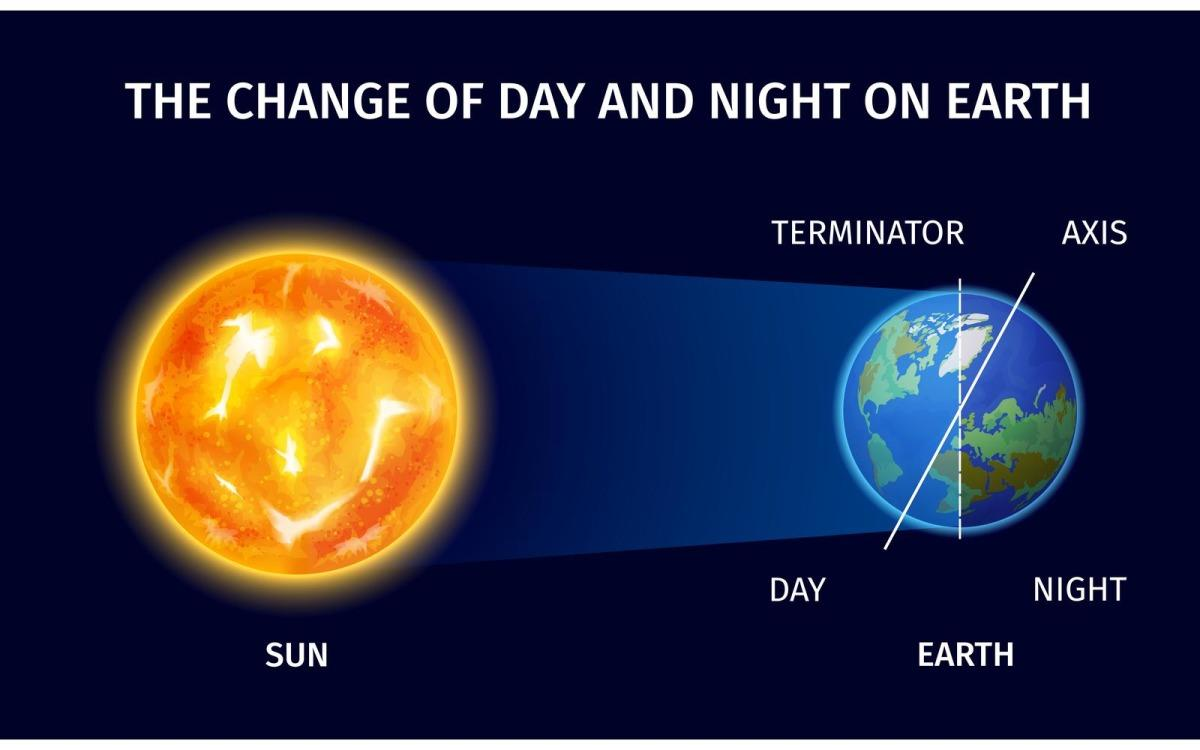 THE CHANGE OF DAY AND NIGHT ON EARTH
TERMINATOR
AXIS
DAY
NIGHT
SUN
EARTH